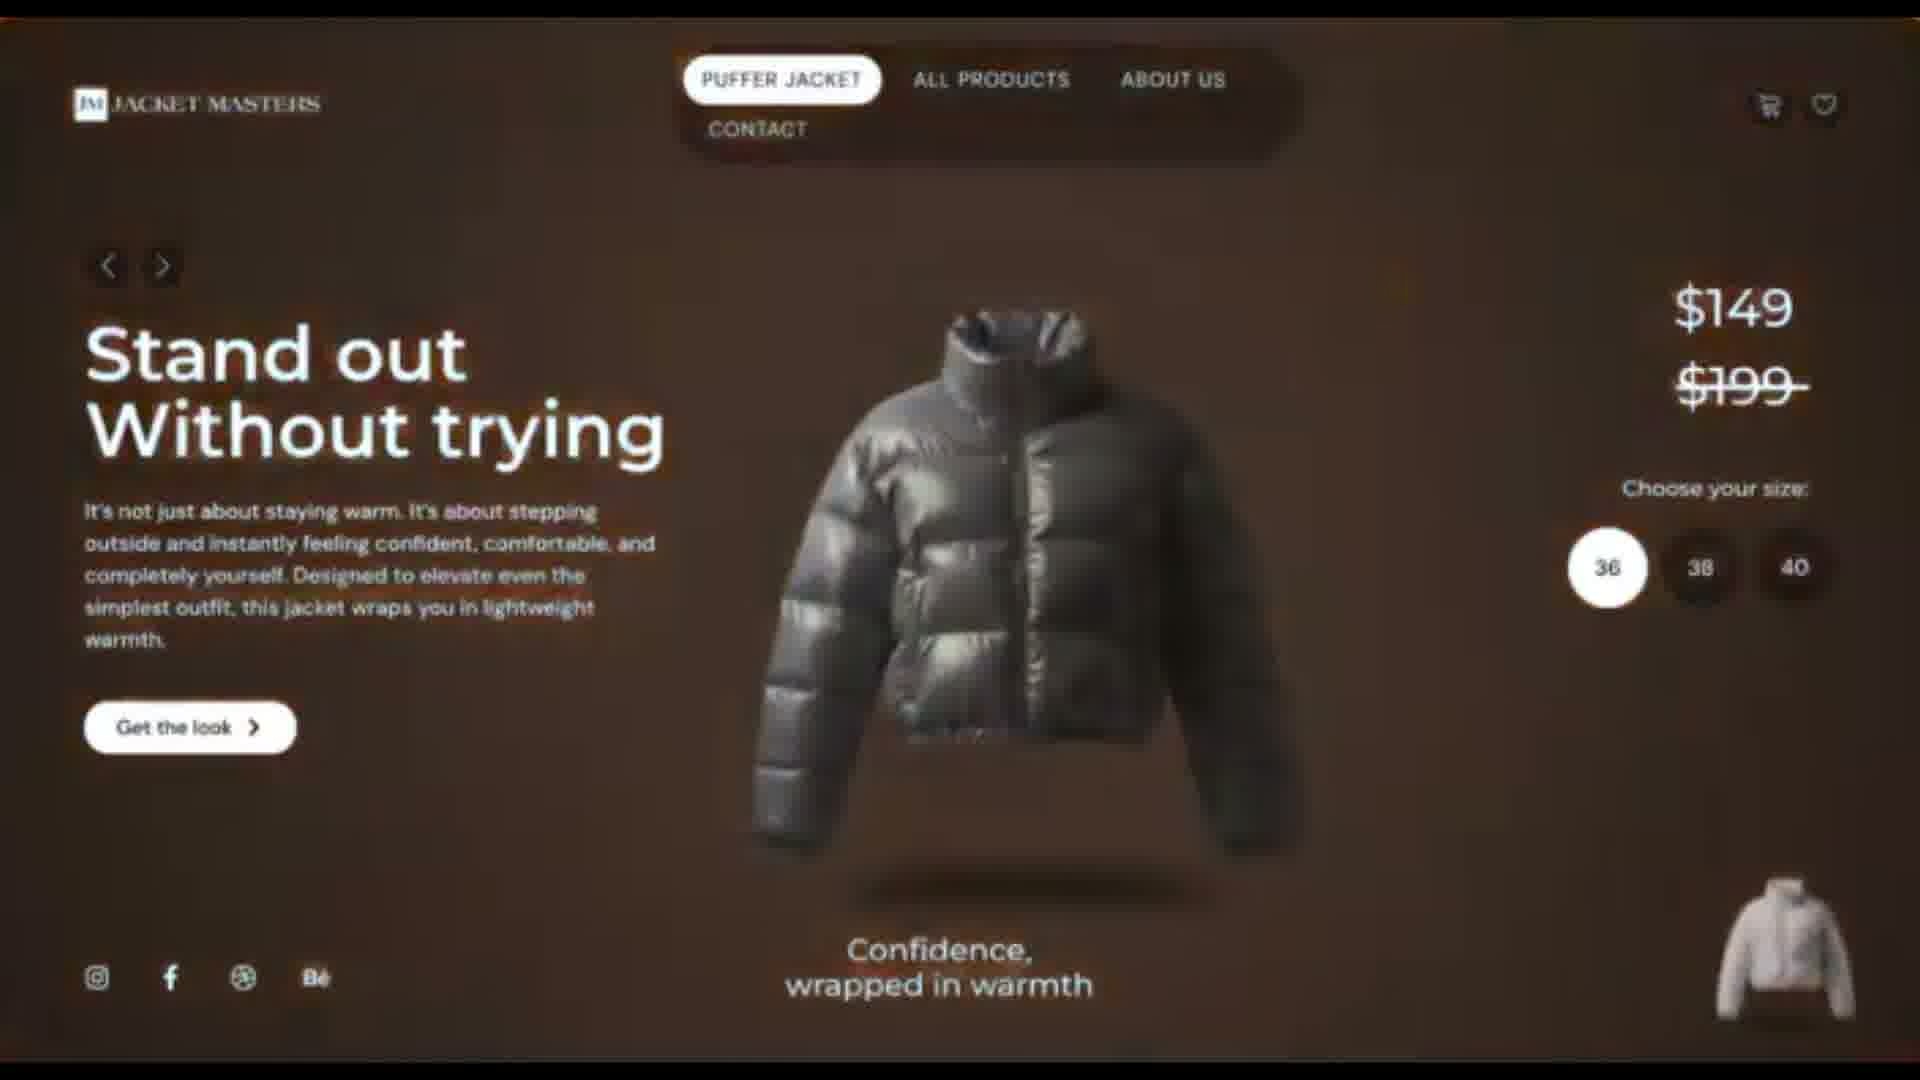 JM JACKET MASTERS
PUFFER JACKET ALL PRODUCTS ABOUT US
CONTACT
Stand out
Without trying
It's not just about staying warm. It's about stepping
outside and instantly feeling confident, comfortable, and
completely yourself. Designed to elevate even the
simplest outfit, this jacket wraps you in lightweight
warmth.
Get the look
$149
$199
Choose your size:
36 38 40
Confidence,
wrapped in warmth
Bē